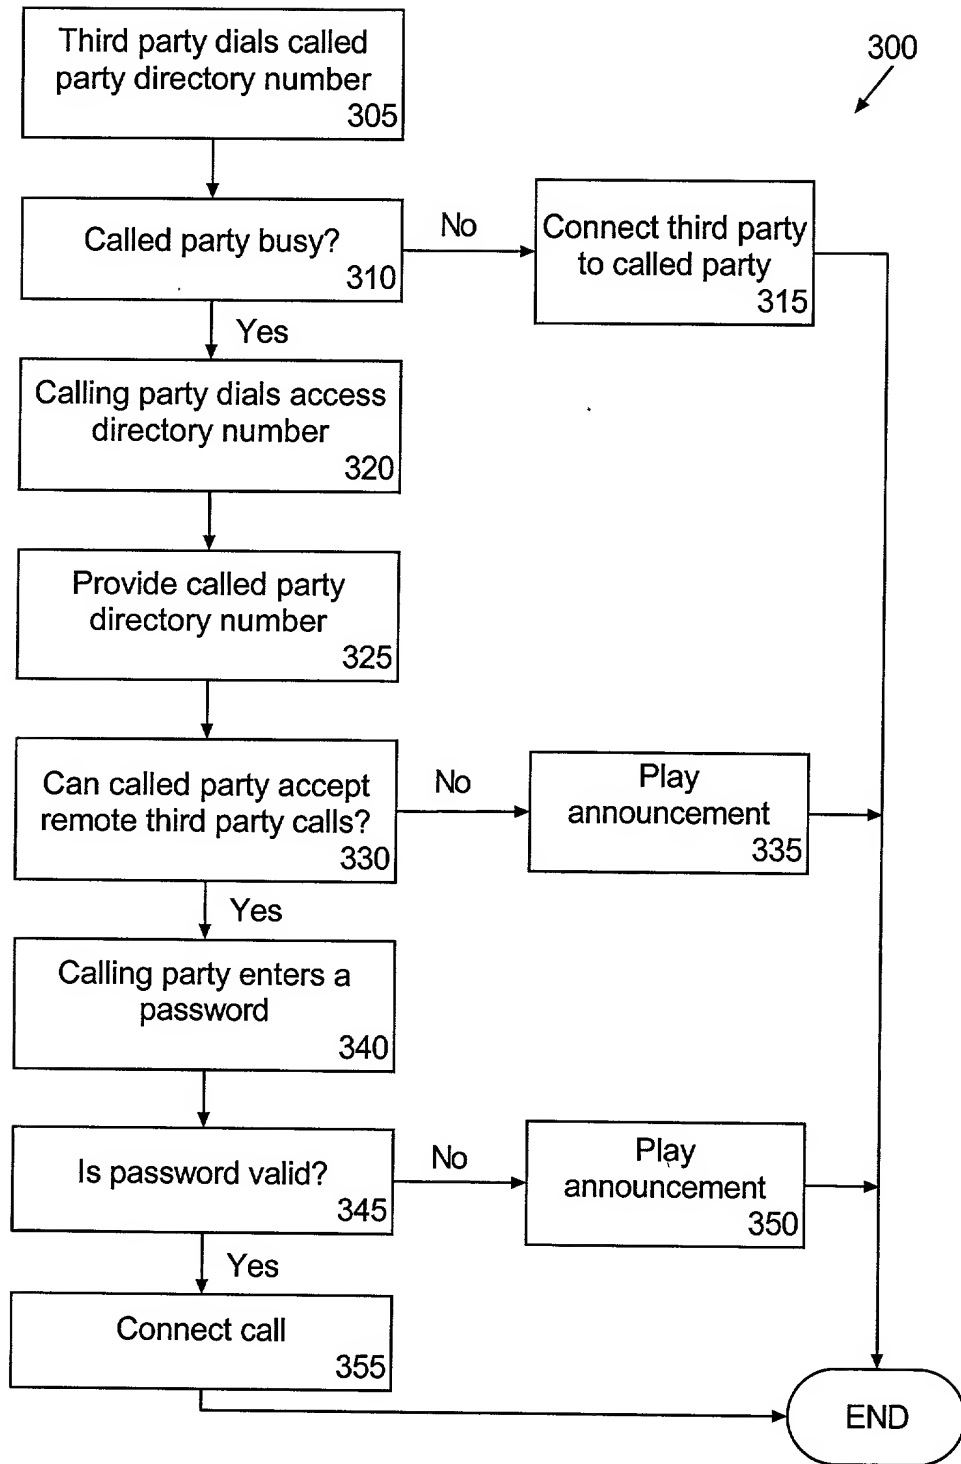 Third party dials called
party directory number
305
300
Called party busy?
310
No
Connect third party
to called party
315
Yes
Calling party dials access
directory number
320
Provide called party
directory number
325
Can called party accept
remote third party calls?
330
No
Play
announcement
335
Yes
Calling party enters a
password
340
Is password valid?
345
No
Play
announcement
350
Yes
Connect call
355
END